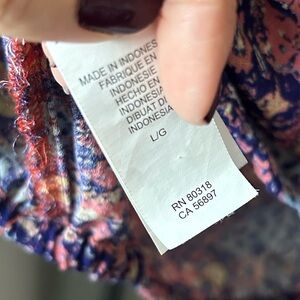 MADE IN INDONES
FABRIQUE EN
INDONESIE
HECHO EN
INDONESIA
DIBUAT DI
INDONESIA
L/G
RN 80318
CA 56897